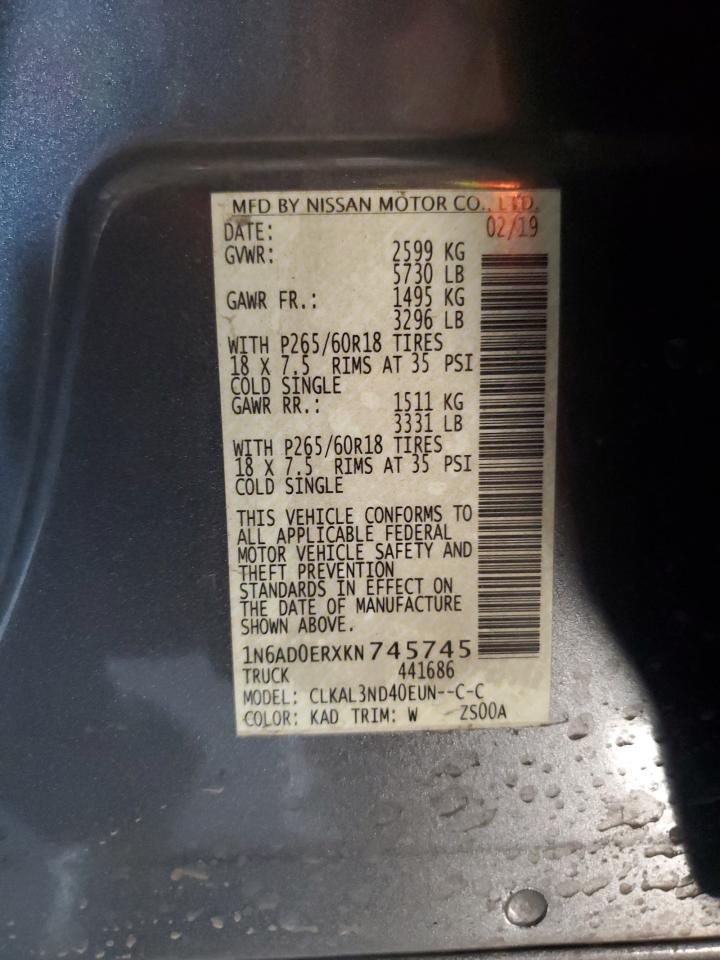 MFD BY NISSAN MOTOR CO., LTD.
DATE: 02/19
GVWR: 2599 KG
5730 LB
GAWR FR.: 1495 KG
3296 LB
WITH P265/60R18 TIRES
18 X 7.5 RIMS AT 35 PSI
COLD SINGLE
GAWR RR.: 1511 KG
3331 LB
WITH P265/60R18 TIRES
18 X 7.5 RIMS AT 35 PSI
COLD SINGLE
THIS VEHICLE CONFORMS TO
ALL APPLICABLE FEDERAL
MOTOR VEHICLE SAFETY AND
THEFT PREVENTION
STANDARDS IN EFFECT ON
THE DATE OF MANUFACTURE
SHOWN ABOVE.
1N6AD0ERXKN745745
TRUCK 441686
MODEL: CLKAL3ND40EUN--C-C
COLOR: KAD TRIM: W ZS00A